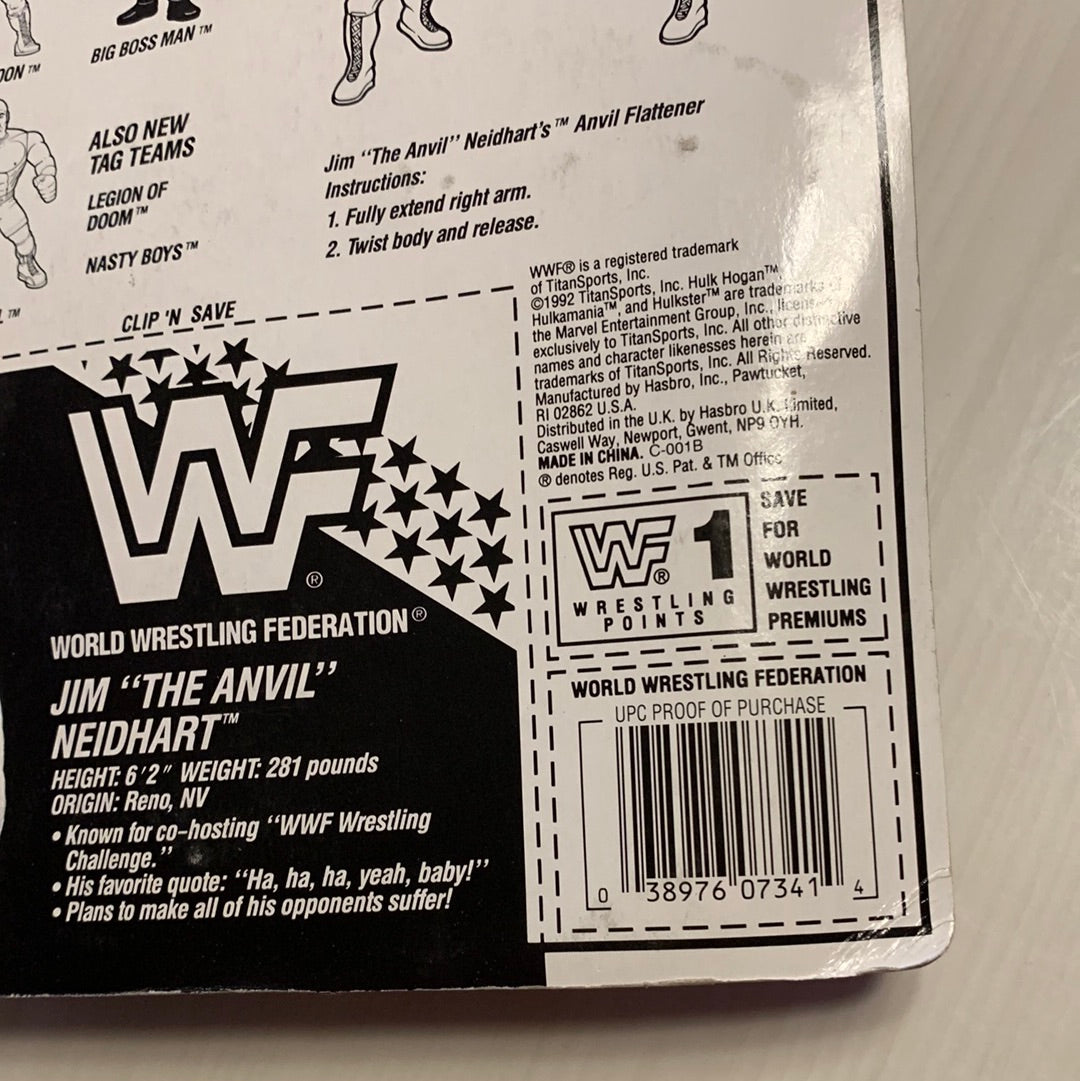 OON™
BIG BOSS MAN™
ALSO NEW
TAG TEAMS
LEGION OF
DOOM™
NASTY BOYS™
L™
Jim “The Anvil” Neidhart's™ Anvil Flattener
Instructions:
1. Fully extend right arm.
2. Twist body and release.
CLIP 'N SAVE
WWF® is a registered trademark
of TitanSports, Inc.
©1992 TitanSports, Inc. Hulk Hogan™,
Hulkamania™, and Hulkster™ are trademarks of
the Marvel Entertainment Group, Inc., licensed
exclusively to TitanSports, Inc. All other distinctive
names and character likenesses herein are
trademarks of TitanSports, Inc. All Rights Reserved.
Manufactured by Hasbro, Inc., Pawtucket,
RI 02862 U.S.A.
Distributed in the U.K. by Hasbro U.K. Limited,
Caswell Way, Newport, Gwent, NP9 0YH.
MADE IN CHINA. C-001B
® denotes Reg. U.S. Pat. & TM Office
WF®
WORLD WRESTLING FEDERATION®
JIM “THE ANVIL”
NEIDHART™
HEIGHT: 6'2" WEIGHT: 281 pounds
ORIGIN: Reno, NV
• Known for co-hosting “WWF Wrestling
Challenge.”
• His favorite quote: “Ha, ha, ha, yeah, baby!”
• Plans to make all of his opponents suffer!
WF® 1
WRESTLING
POINTS
SAVE
FOR
WORLD
WRESTLING
PREMIUMS
WORLD WRESTLING FEDERATION
UPC PROOF OF PURCHASE
0 38976 07341 4